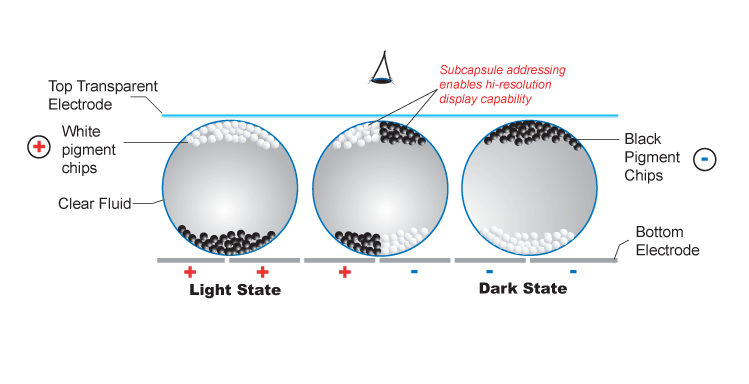 Subcapsule addressing
enables hi-resolution
display capability
Top Transparent
Electrode
White
pigment
chips
+
Clear Fluid
Black
Pigment
Chips
-
Bottom
Electrode
+ + + - - -
Light State
Dark State